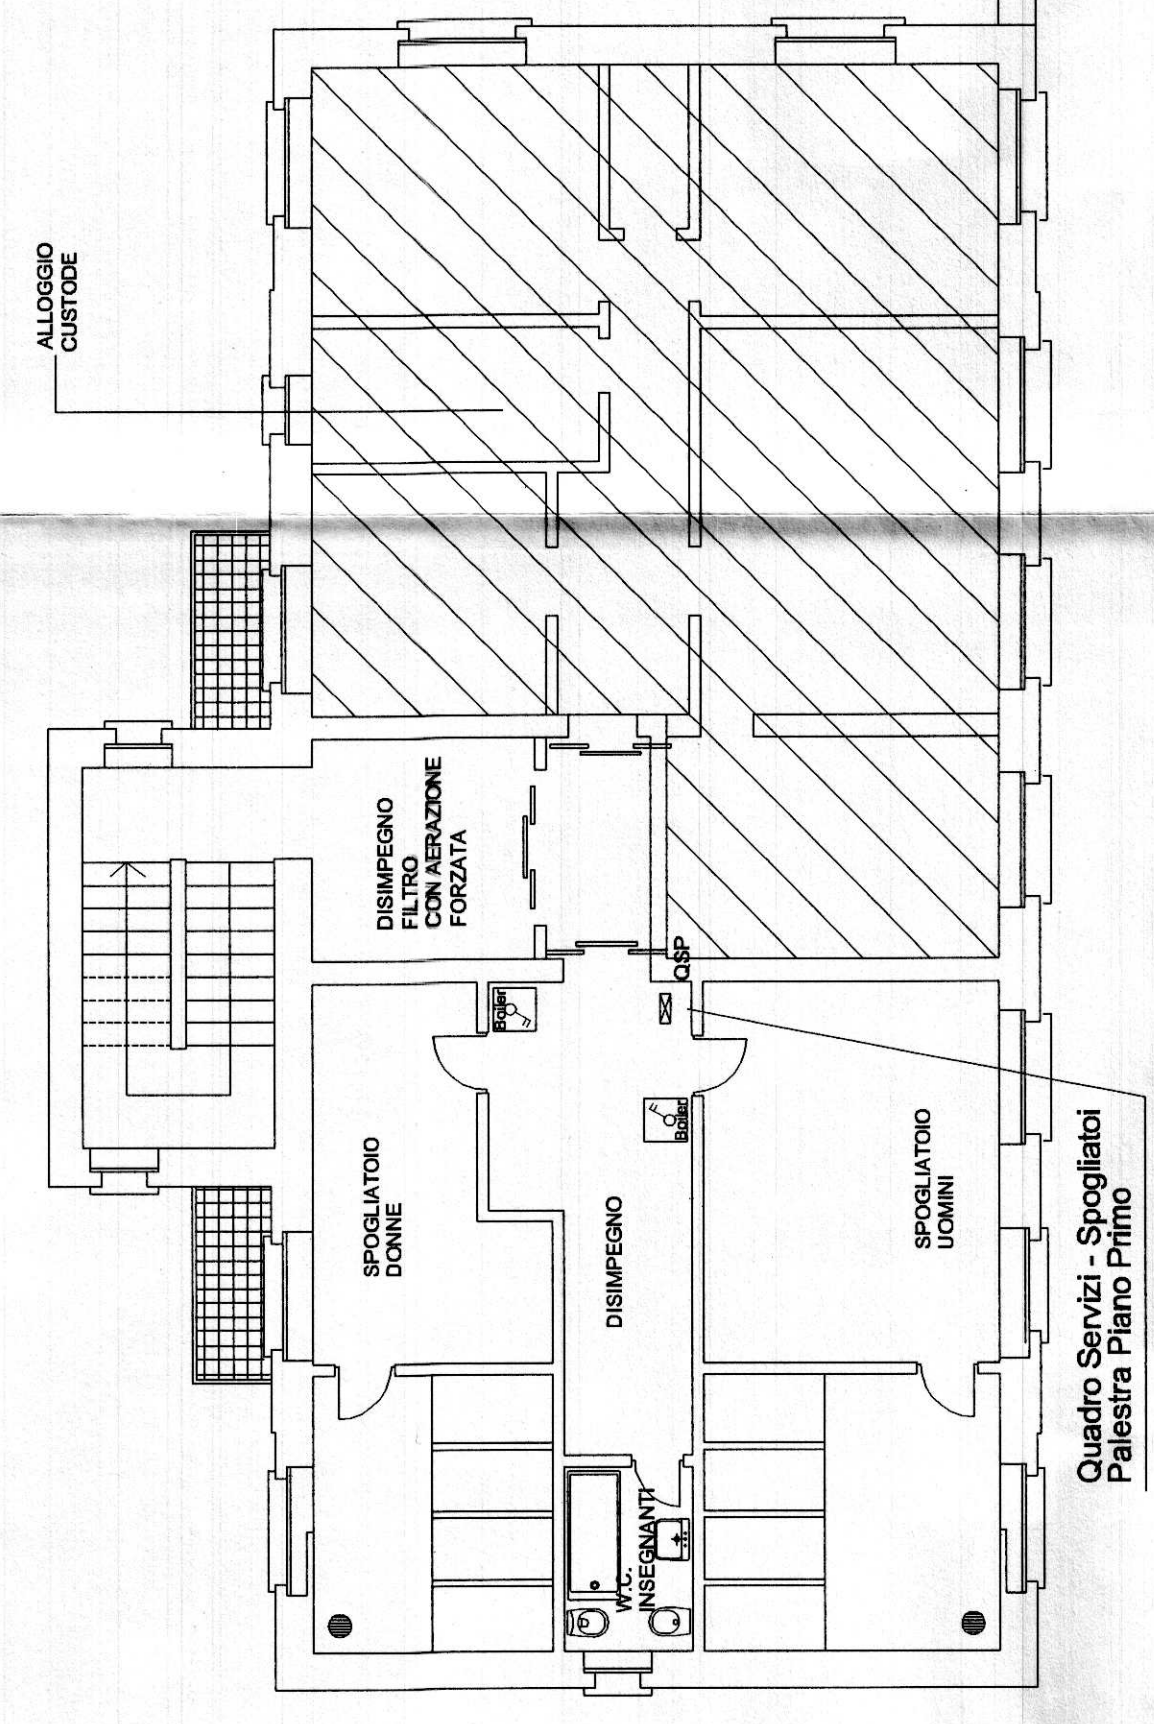 ALLOGGIO
CUSTODE
DISIMPEGNO
FILTRO
CON AERAZIONE
FORZATA
QSP
Boiler
Boiler
SPOGLIATOIO
DONNE
DISIMPEGNO
SPOGLIATOIO
UOMINI
W.C.
INSEGNANTI
Quadro Servizi - Spogliatoi
Palestra Piano Primo